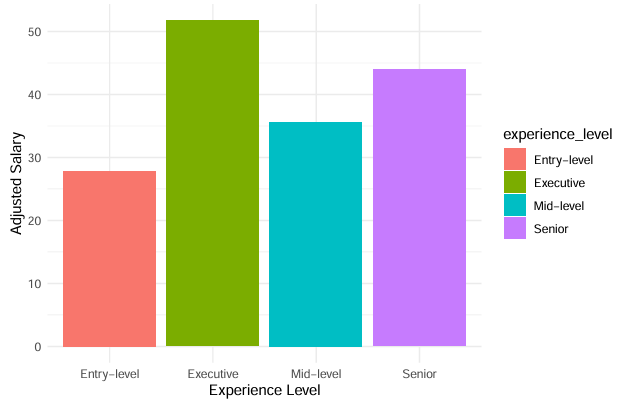 50
40
30
20
10
0
Adjusted Salary
Entry-level
Executive
Mid-level
Senior
Experience Level
experience_level
Entry-level
Executive
Mid-level
Senior